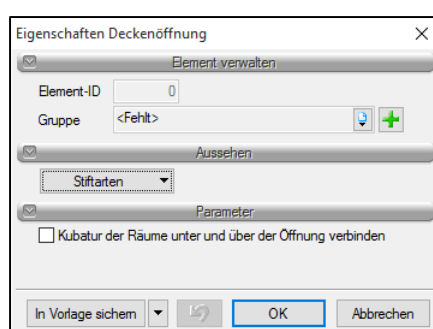 Eigenschaften Deckenöffnung
Element verwalten
Element-ID 0
Gruppe <Fehlt>
Aussehen
Stiftarten
Parameter
Kubatur der Räume unter und über der Öffnung verbinden
In Vorlage sichern OK Abbrechen